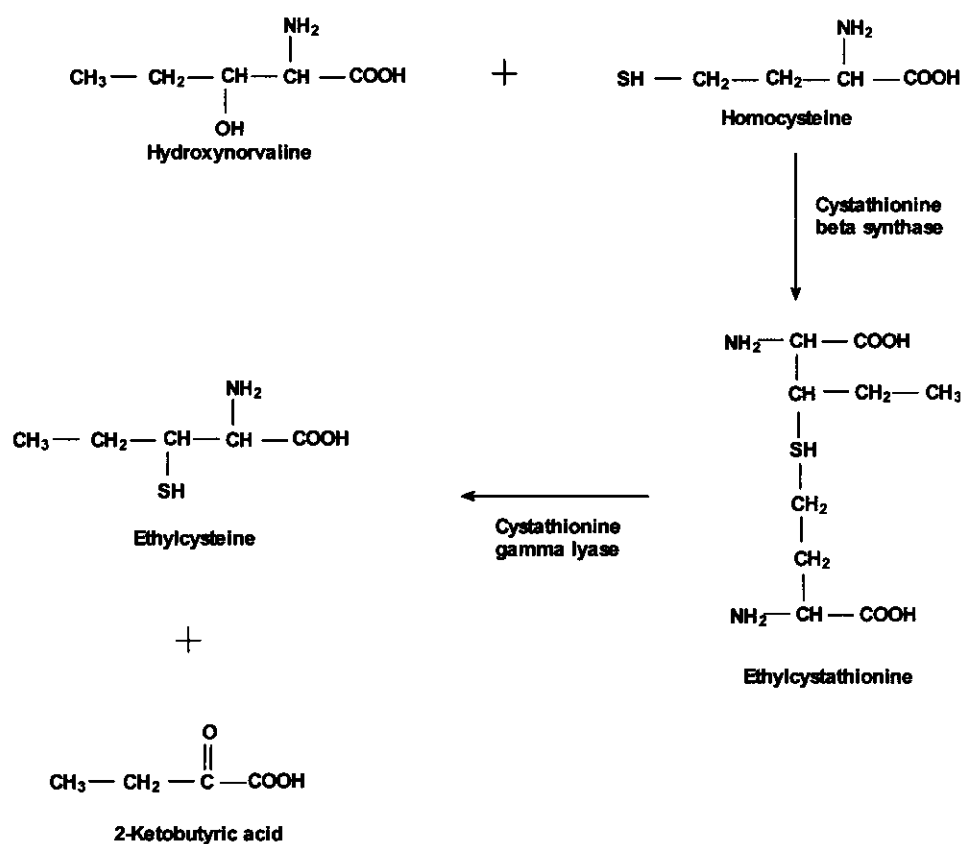 NH₂
CH₃ — CH₂ — CH — CH — COOH
OH
Hydroxynorvaline
+
NH₂
SH — CH₂ — CH₂ — CH — COOH
Homocysteine
Cystathionine
beta synthase
NH₂ — CH — COOH
CH — CH₂ — CH₃
SH
CH₂
CH₂
NH₂ — CH — COOH
Ethylcystathionine
Cystathionine
gamma lyase
NH₂
CH₃ — CH₂ — CH — CH — COOH
SH
Ethylcysteine
+
O
CH₃ — CH₂ — C — COOH
2-Ketobutyric acid